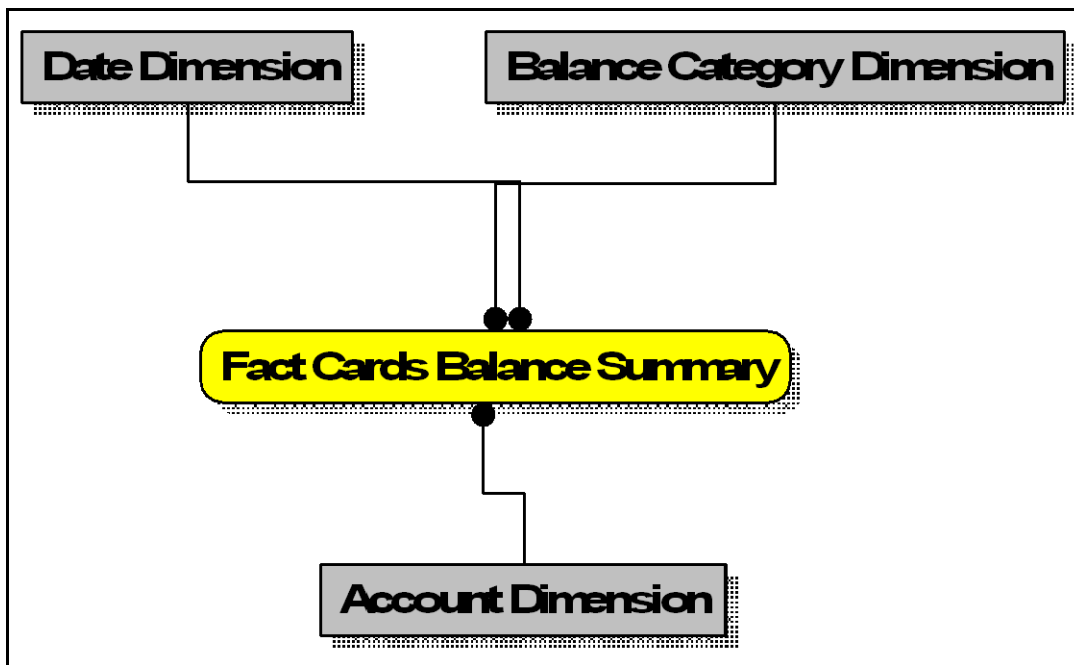 Date Dimension
Balance Category Dimension
Fact Cards Balance Summary
Account Dimension